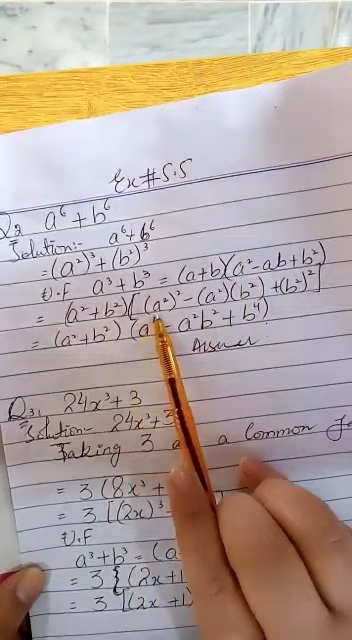 Ex#5.5
Q2 a⁶ + b⁶
Solution:- a⁶ + b⁶
= (a²)³ + (b²)³
U.F a³ + b³ = (a+b)(a² - ab + b²)
= (a² + b²) [(a²)² - (a²)(b²) + (b²)²]
= (a² + b²) (a⁴ - a²b² + b⁴)
Answer.
Q3. 24x³ + 3
Solution- 24x³ + 3
Taking 3 as a common
= 3 (8x³ +
= 3 [(2x)³
U.F
a³ + b³ = (a
= 3 {(2x+1
= 3 [(2x+1)